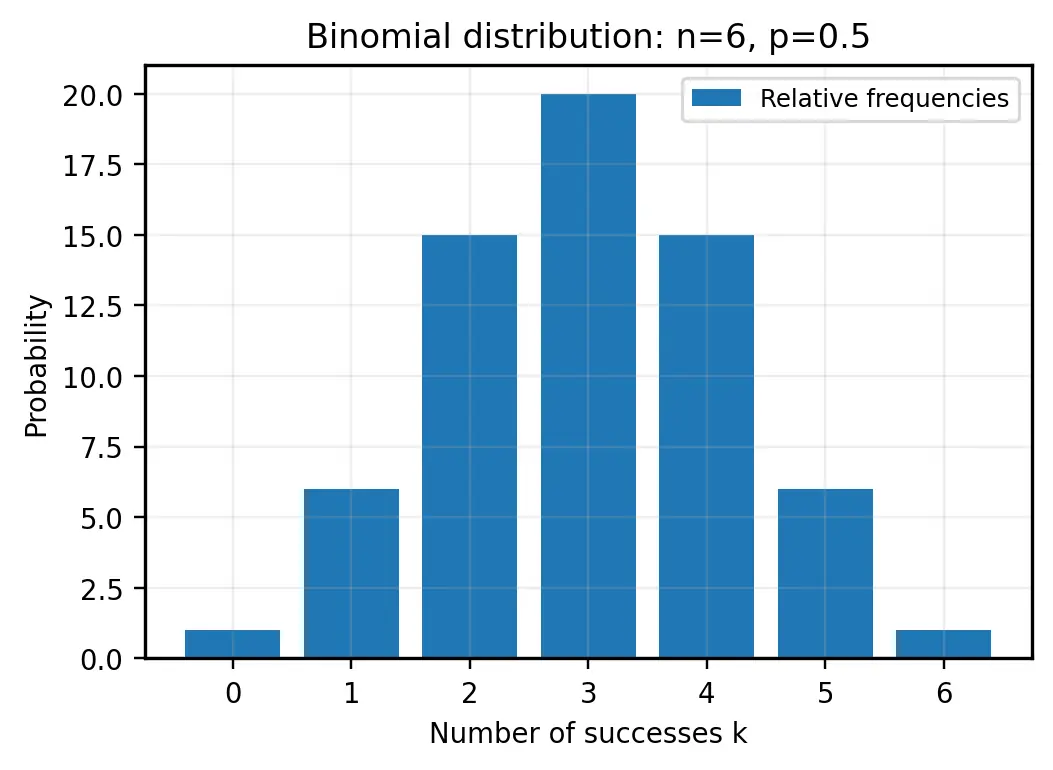 Binomial distribution: n=6, p=0.5
Relative frequencies
Probability
20.0
17.5
15.0
12.5
10.0
7.5
5.0
2.5
0.0
0 1 2 3 4 5 6
Number of successes k